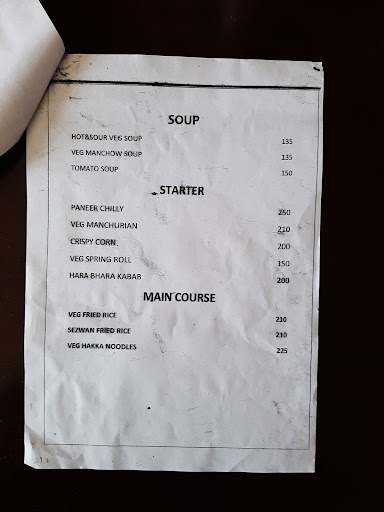 SOUP
HOT&SOUR VEG SOUP 135
VEG MANCHOW SOUP 135
TOMATO SOUP 150
STARTER
PANEER CHILLY 250
VEG MANCHURIAN 210
CRISPY CORN 200
VEG SPRING ROLL 150
HARA BHARA KABAB 200
MAIN COURSE
VEG FRIED RICE 210
SEZWAN FRIED RICE 210
VEG HAKKA NOODLES 225